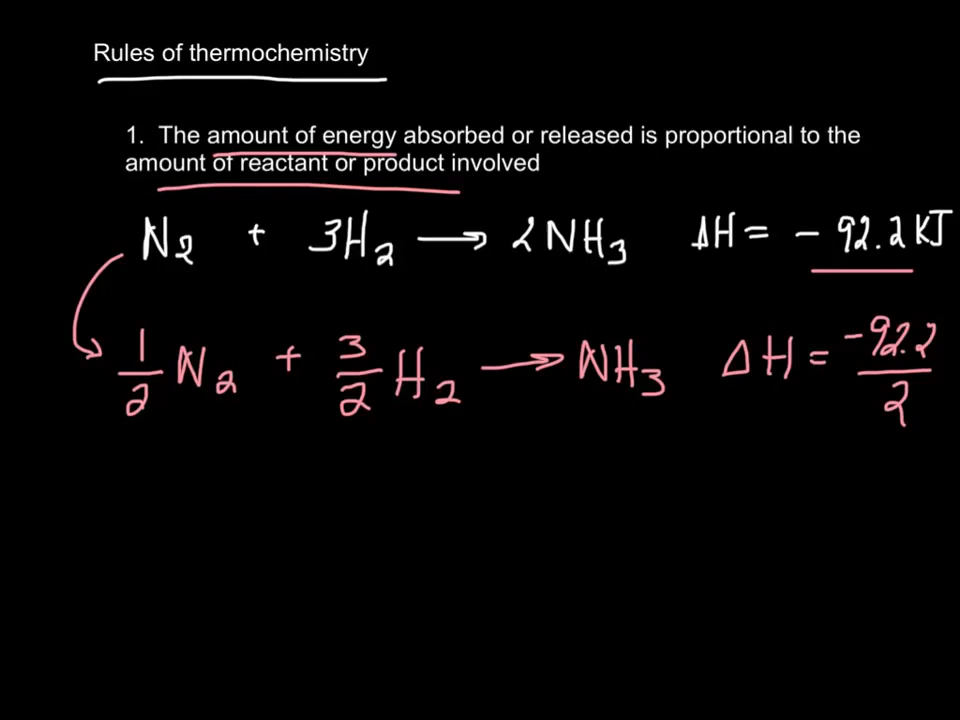 Rules of thermochemistry
1. The amount of energy absorbed or released is proportional to the
amount of reactant or product involved
N₂ + 3H₂ → 2NH₃ ΔH = - 92.2 KJ
1/2 N₂ + 3/2 H₂ → NH₃ ΔH = -92.2/2